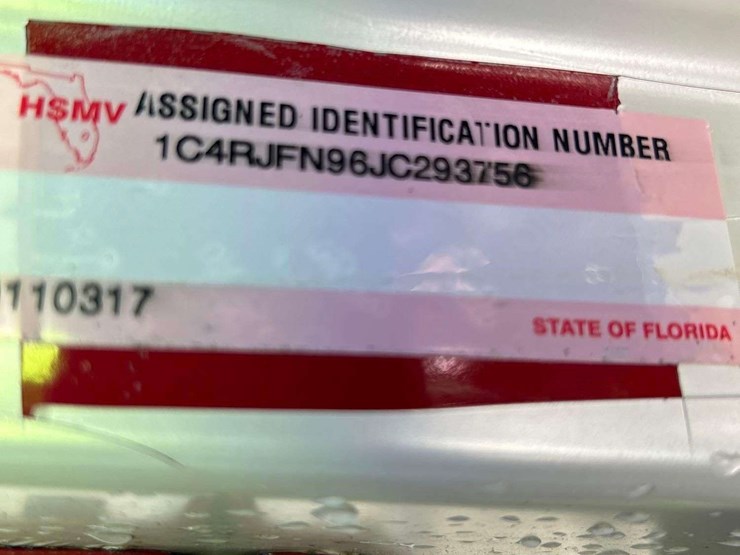 HSMV ASSIGNED IDENTIFICATION NUMBER
1C4RJFN96JC293756
110317
STATE OF FLORIDA